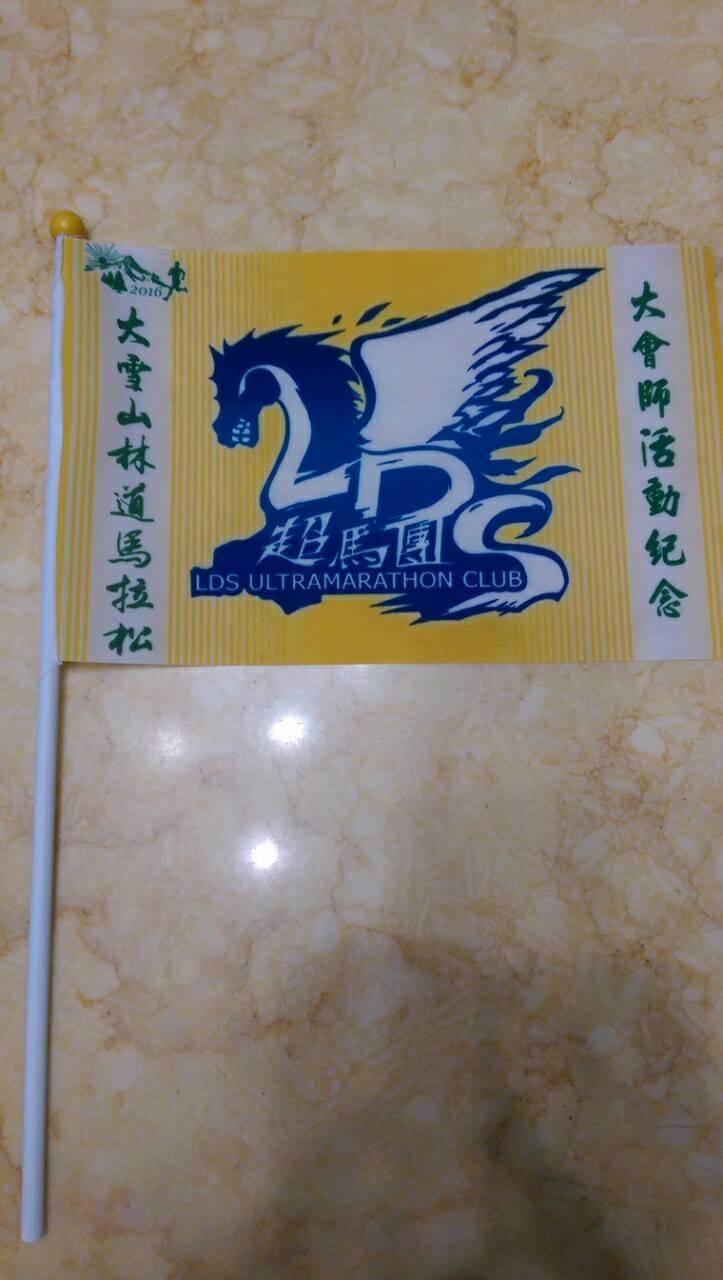 2016
大雪山林道馬拉松
LDS
超馬團
LDS ULTRAMARATHON CLUB
大會師活動紀念